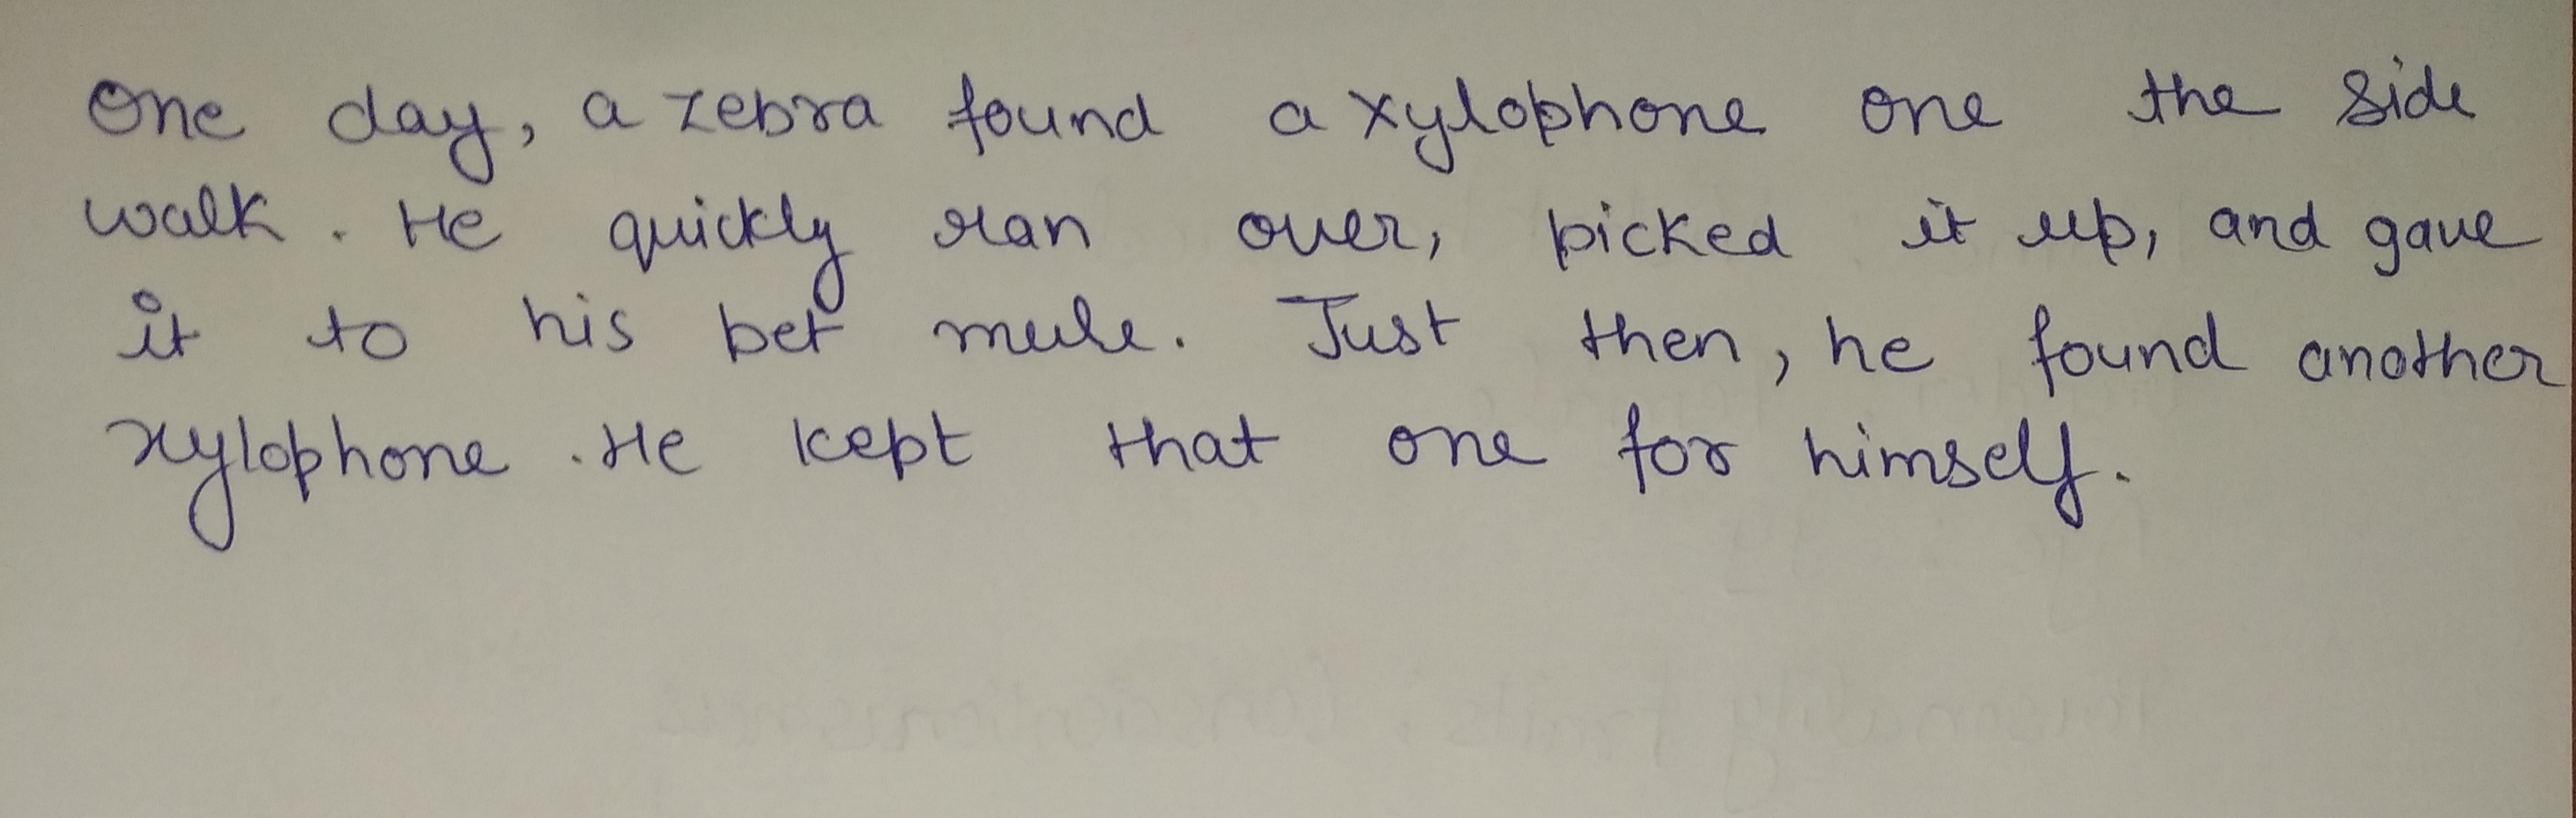 One day, a zebra found a xylophone one the side
walk. He quickly ran over, picked it up, and gave
it to his pet mule. Just then, he found another
xylophone. He kept that one for himself.